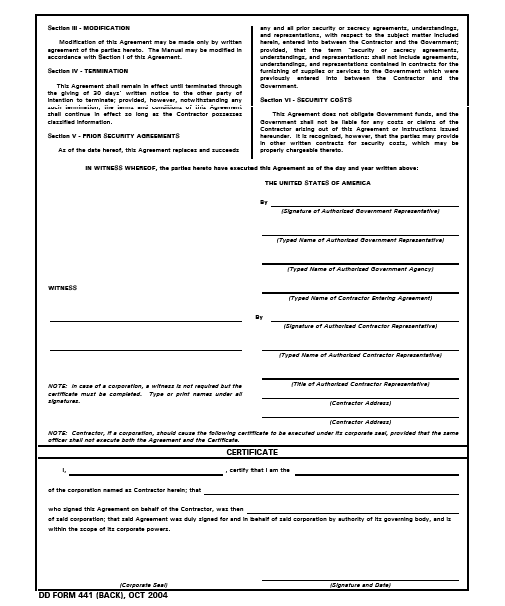 Section III - MODIFICATION
Modification of this Agreement may be made only by written
agreement of the parties hereto. The Manual may be modified in
accordance with Section I of this Agreement.
Section IV - TERMINATION
This Agreement shall remain in effect until terminated through
the giving of 30 days' written notice to the other party of
intention to terminate; provided, however, notwithstanding any
such termination, the terms and conditions of this Agreement
shall continue in effect so long as the Contractor possesses
classified information.
Section V - PRIOR SECURITY AGREEMENTS
As of the date hereof, this Agreement replaces and succeeds
any and all prior security or secrecy agreements, understandings,
and representations, with respect to the subject matter included
herein, entered into between the Contractor and the Government;
provided, that the term "security or secrecy agreements,
understandings, and representations: shall not include agreements,
understandings, and representations contained in contracts for the
furnishing of supplies or services to the Government which were
previously entered into between the Contractor and the
Government.
Section VI - SECURITY COSTS
This Agreement does not obligate Government funds, and the
Government shall not be liable for any costs or claims of the
Contractor arising out of this Agreement or instructions issued
hereunder. It is recognized, however, that the parties may provide
in other written contracts for security costs, which may be
properly chargeable thereto.
IN WITNESS WHEREOF, the parties hereto have executed this Agreement as of the day and year written above:
THE UNITED STATES OF AMERICA
By
(Signature of Authorized Government Representative)
(Typed Name of Authorized Government Representative)
(Typed Name of Authorized Government Agency)
WITNESS
(Typed Name of Contractor Entering Agreement)
By
(Signature of Authorized Contractor Representative)
(Typed Name of Authorized Contractor Representative)
(Title of Authorized Contractor Representative)
NOTE: In case of a corporation, a witness is not required but the
certificate must be completed. Type or print names under all
signatures.
(Contractor Address)
(Contractor Address)
NOTE: Contractor, if a corporation, should cause the following certificate to be executed under its corporate seal, provided that the same
officer shall not execute both the Agreement and the Certificate.
CERTIFICATE
I, , certify that I am the
of the corporation named as Contractor herein; that
who signed this Agreement on behalf of the Contractor, was then
of said corporation; that said Agreement was duly signed for and in behalf of said corporation by authority of its governing body, and is
within the scope of its corporate powers.
(Corporate Seal) (Signature and Date)
DD FORM 441 (BACK), OCT 2004